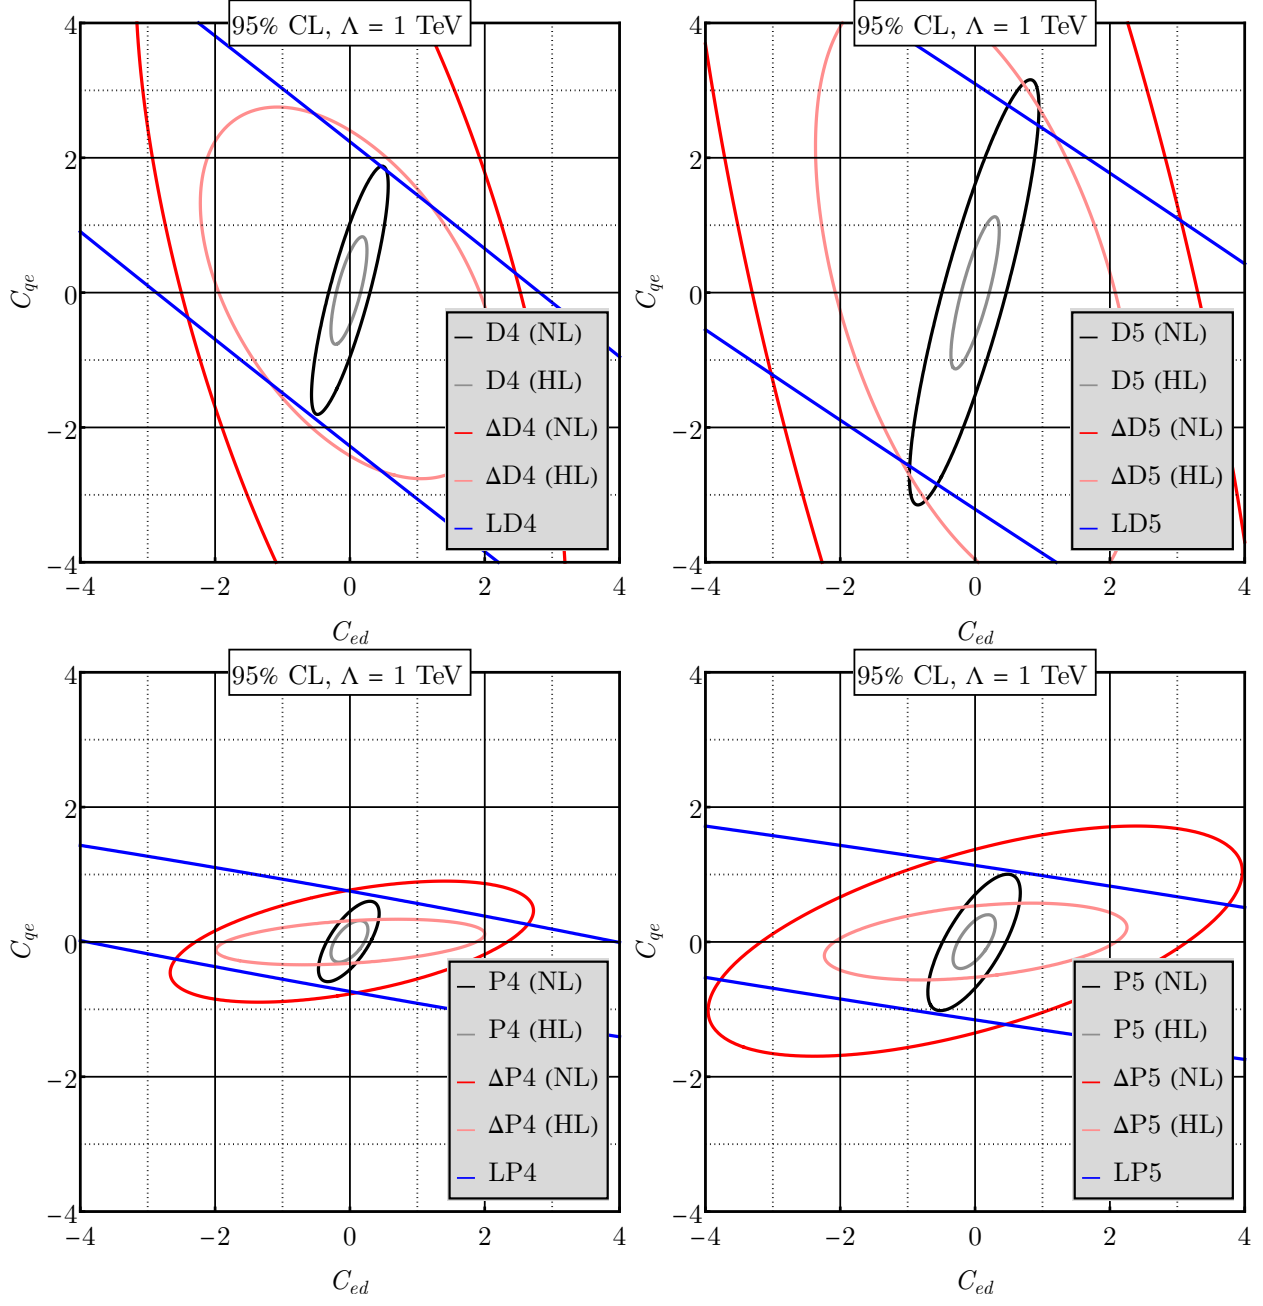 95% CL, Λ = 1 TeV
4
2
0
−2
−4
C_qe
−4 −2 0 2 4
C_ed
D4 (NL)
D4 (HL)
ΔD4 (NL)
ΔD4 (HL)
LD4
95% CL, Λ = 1 TeV
4
2
0
−2
−4
C_qe
−4 −2 0 2 4
C_ed
D5 (NL)
D5 (HL)
ΔD5 (NL)
ΔD5 (HL)
LD5
95% CL, Λ = 1 TeV
4
2
0
−2
−4
C_qe
−4 −2 0 2 4
C_ed
P4 (NL)
P4 (HL)
ΔP4 (NL)
ΔP4 (HL)
LP4
95% CL, Λ = 1 TeV
4
2
0
−2
−4
C_qe
−4 −2 0 2 4
C_ed
P5 (NL)
P5 (HL)
ΔP5 (NL)
ΔP5 (HL)
LP5